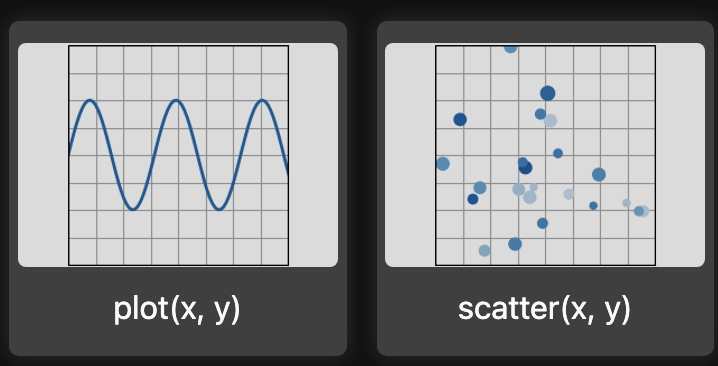 plot(x, y)
scatter(x, y)